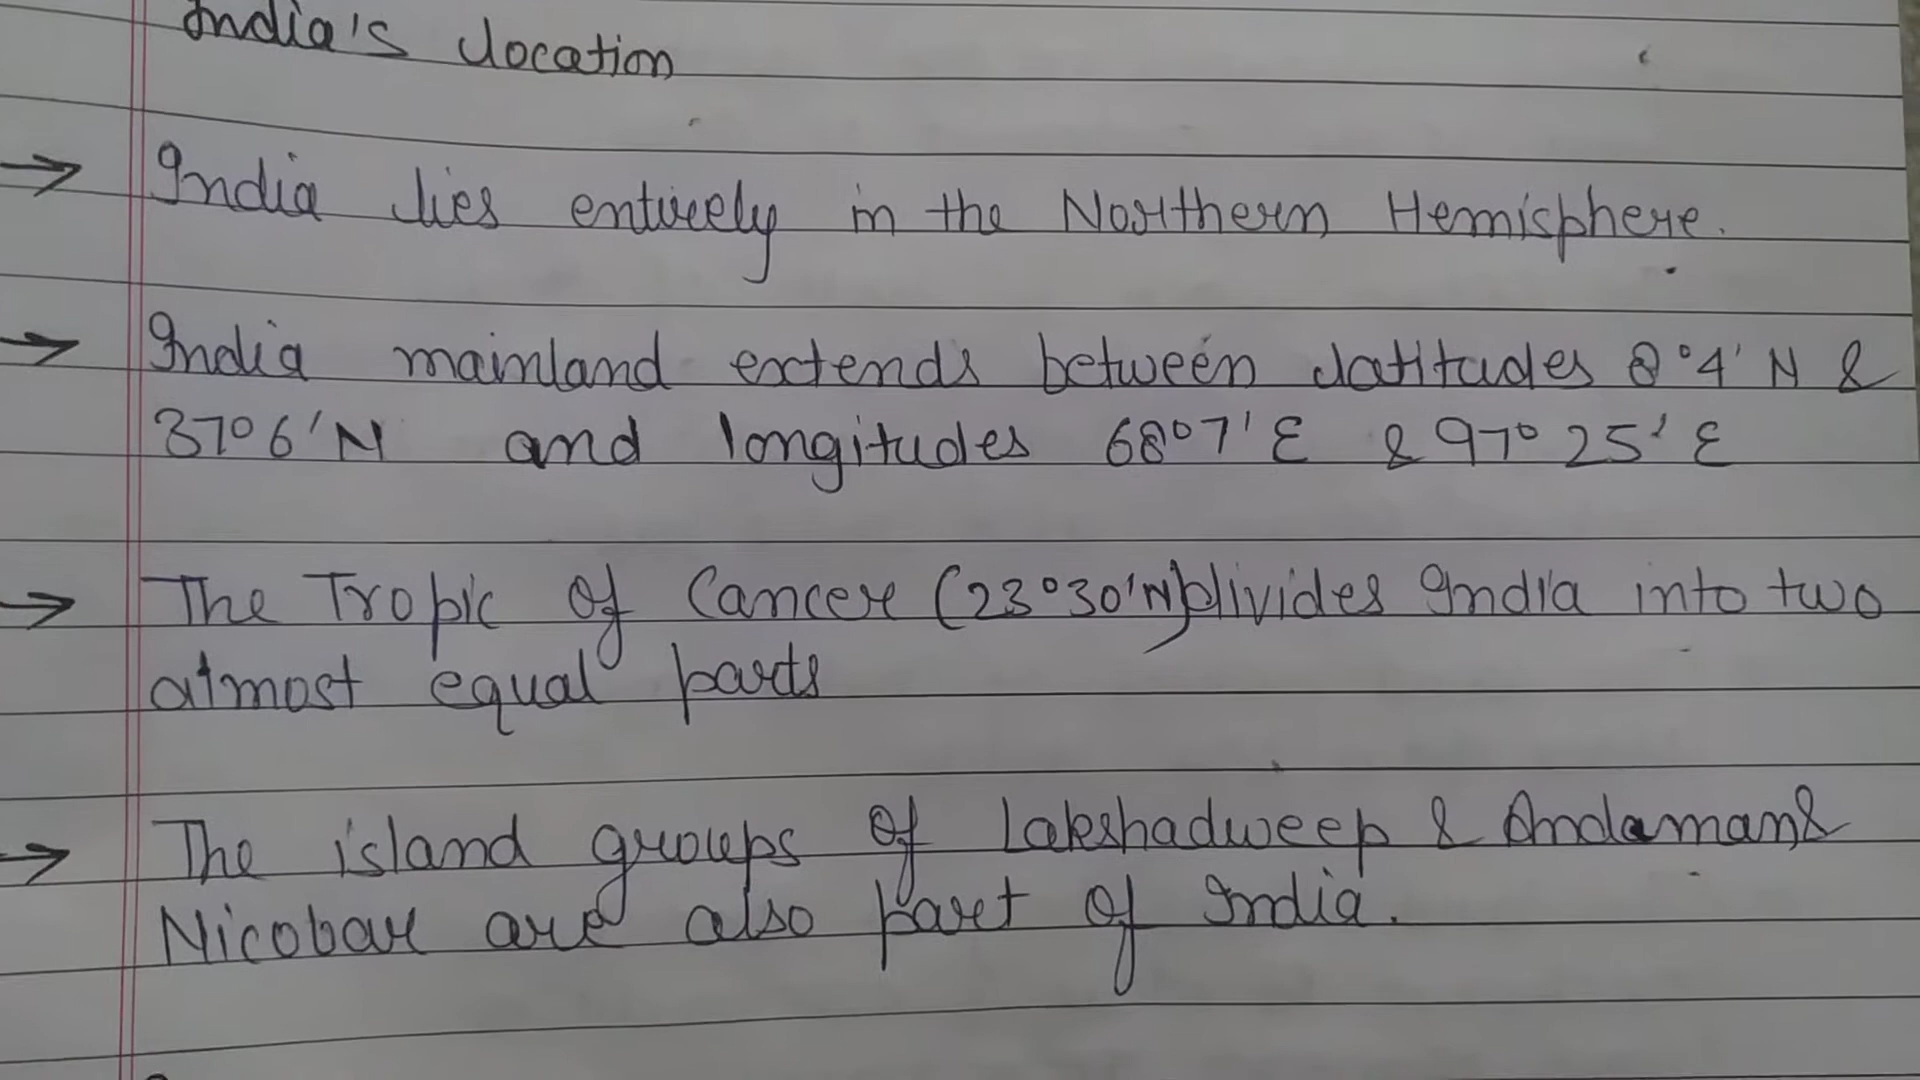 India's location
→ India lies entirely in the Northern Hemisphere.
→ India mainland extends between latitudes 8°4' N &
37°6'N and longitudes 68°7'E & 97°25'E
→ The Tropic of Cancer (23°30'N) divides India into two
almost equal parts
→ The island groups of Lakshadweep & Andaman &
Nicobar are also part of India.